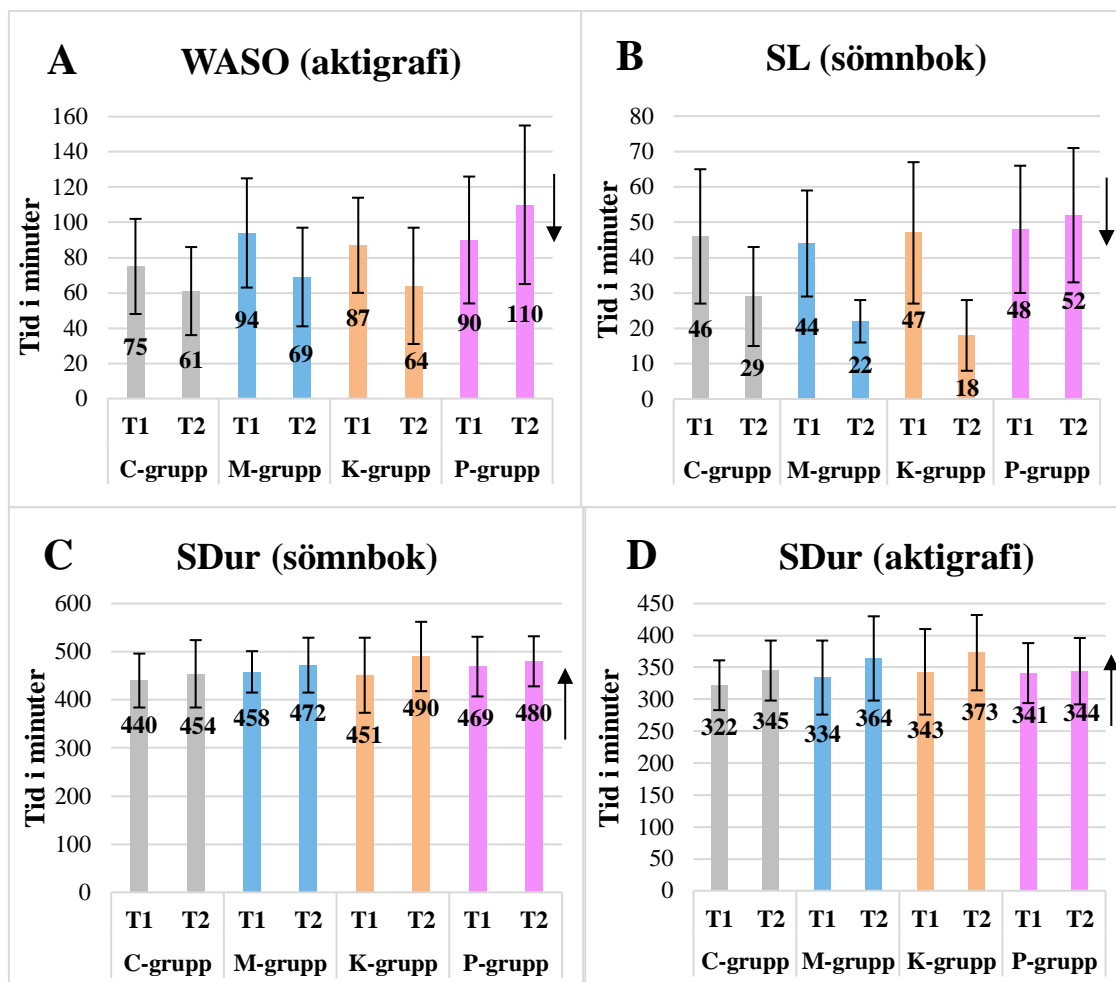 A WASO (aktigrafi)
Tid i minuter
160
140
120
100
80
60
40
20
0
75 61 94 69 87 64 90 110
T1 T2 T1 T2 T1 T2 T1 T2
C-grupp M-grupp K-grupp P-grupp
B SL (sömnbok)
Tid i minuter
80
70
60
50
40
30
20
10
0
46 29 44 22 47 18 48 52
T1 T2 T1 T2 T1 T2 T1 T2
C-grupp M-grupp K-grupp P-grupp
C SDur (sömnbok)
Tid i minuter
600
500
400
300
200
100
0
440 454 458 472 451 490 469 480
T1 T2 T1 T2 T1 T2 T1 T2
C-grupp M-grupp K-grupp P-grupp
D SDur (aktigrafi)
Tid i minuter
450
400
350
300
250
200
150
100
50
0
322 345 334 364 343 373 341 344
T1 T2 T1 T2 T1 T2 T1 T2
C-grupp M-grupp K-grupp P-grupp